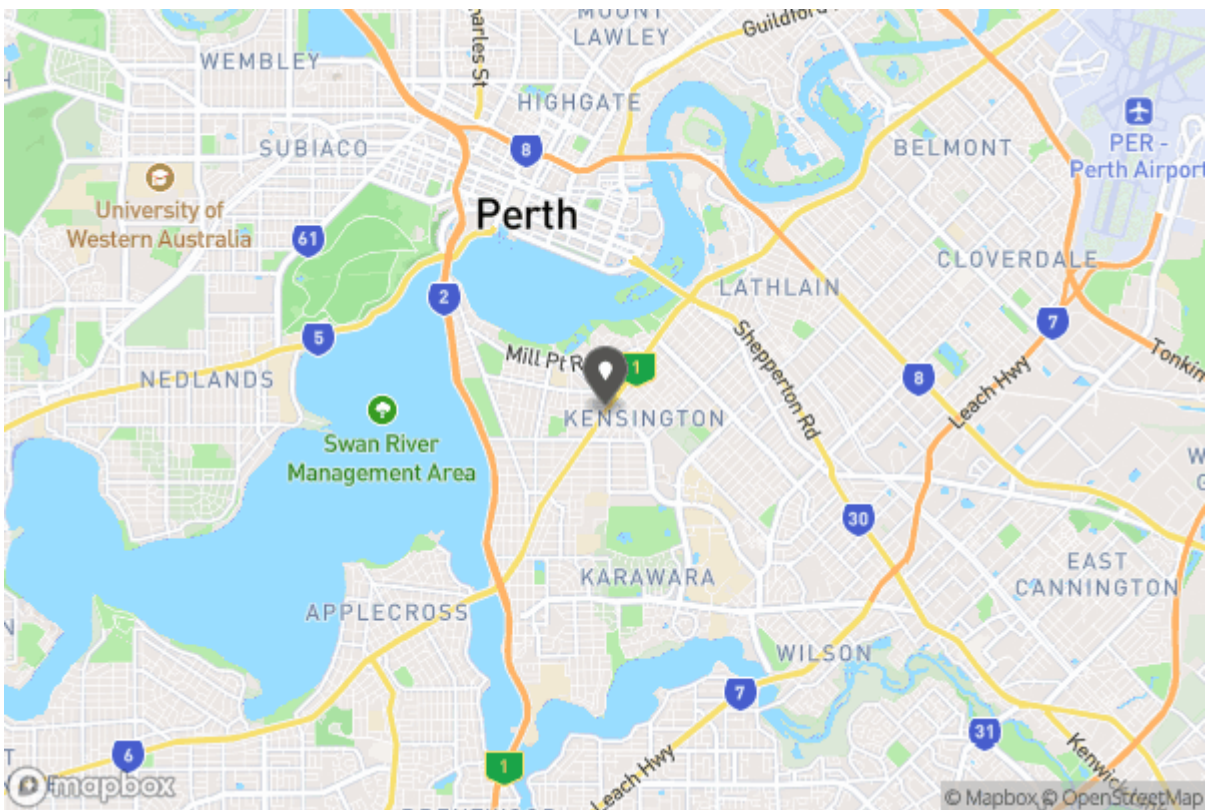 MOUNT
LAWLEY
Guildford
WEMBLEY
Charles St
HIGHGATE
8
SUBIACO
BELMONT
PER -
Perth Airport
University of
Western Australia
61
Perth
CLOVERDALE
LATHLAIN
2
5
7
Mill Pt R
1
Shepperton Rd
Leach Hwy
Tonkin
NEDLANDS
8
KENSINGTON
Swan River
Management Area
30
KARAWARA
EAST
CANNINGTON
APPLECROSS
WILSON
7
31
6
1
Leach Hwy
Kenwick
mapbox
© Mapbox © OpenStreetMap